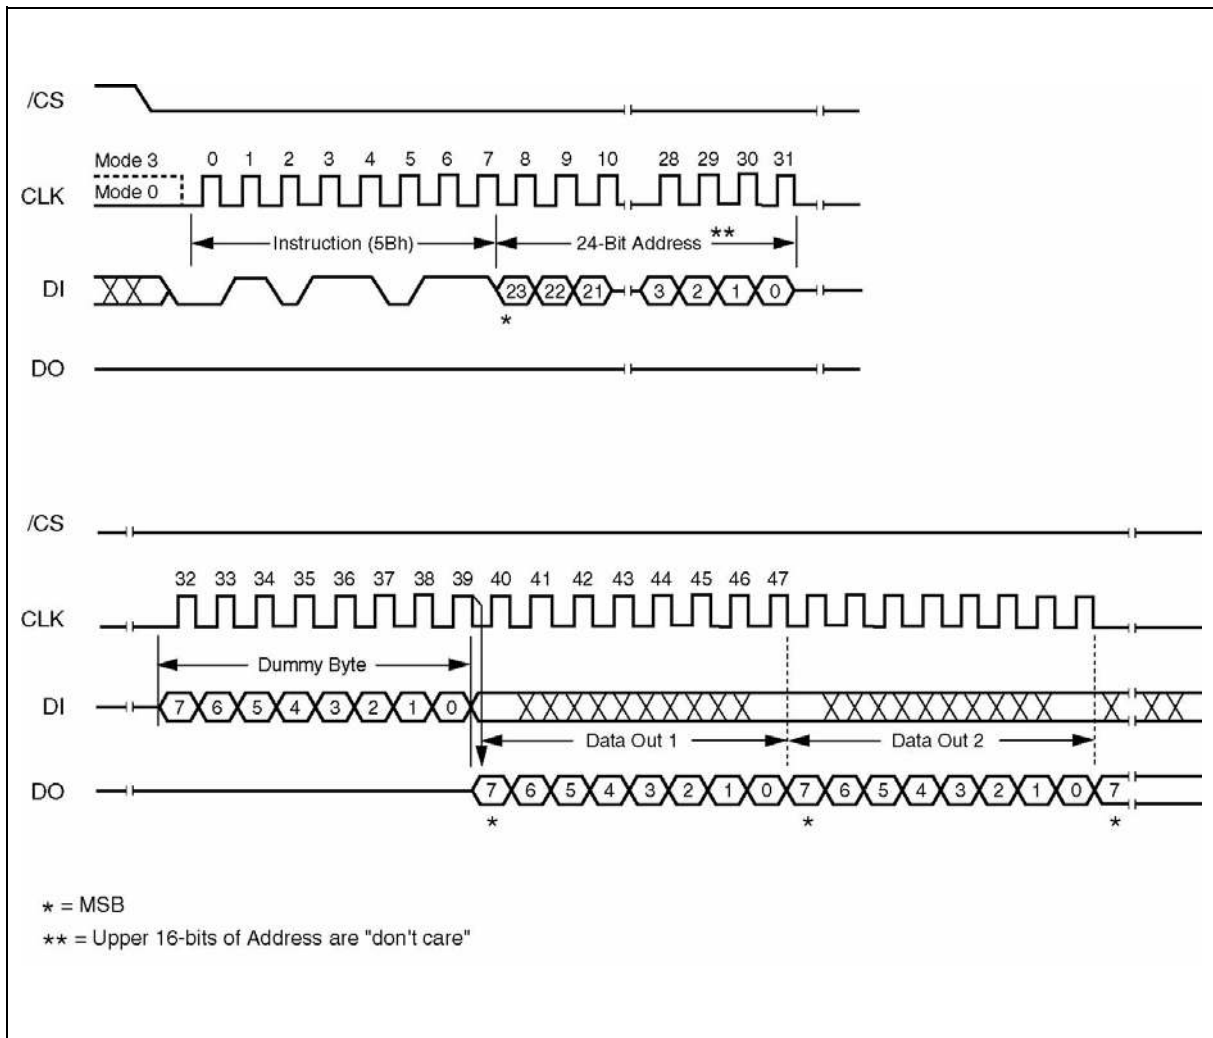 /CS
Mode 3
0 1 2 3 4 5 6 7 8 9 10 28 29 30 31
CLK
Mode 0
Instruction (5Bh)
24-Bit Address **
DI
23 22 21 3 2 1 0
*
DO
/CS
32 33 34 35 36 37 38 39 40 41 42 43 44 45 46 47
CLK
Dummy Byte
DI
7 6 5 4 3 2 1 0
Data Out 1
Data Out 2
DO
7 6 5 4 3 2 1 0 7 6 5 4 3 2 1 0 7
* * *
* = MSB
** = Upper 16-bits of Address are "don't care"